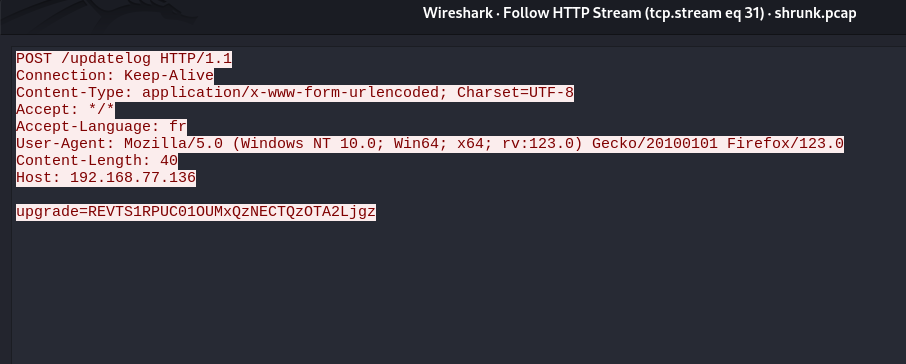 Wireshark · Follow HTTP Stream (tcp.stream eq 31) · shrunk.pcap
POST /updatelog HTTP/1.1
Connection: Keep-Alive
Content-Type: application/x-www-form-urlencoded; Charset=UTF-8
Accept: */*
Accept-Language: fr
User-Agent: Mozilla/5.0 (Windows NT 10.0; Win64; x64; rv:123.0) Gecko/20100101 Firefox/123.0
Content-Length: 40
Host: 192.168.77.136
upgrade=REVTS1RPUC01OUMxQzNECTQzOTA2Ljgz